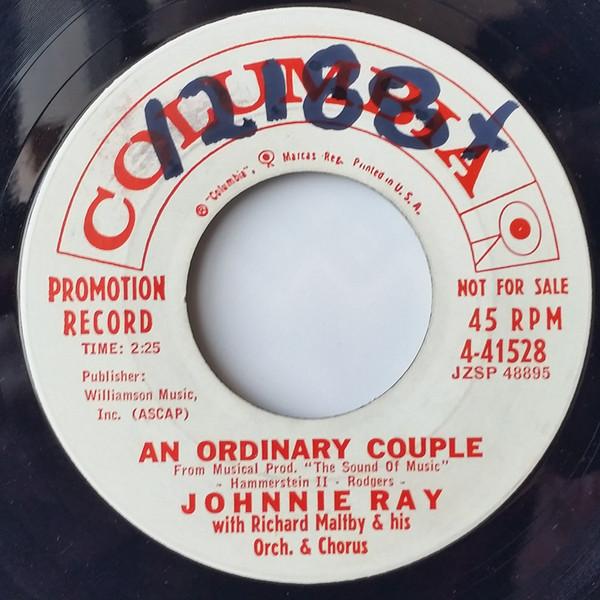 COLUMBIA
12188+
® "Columbia", Marcas Reg. Printed in U.S.A.
PROMOTION
RECORD
TIME: 2:25
Publisher:
Williamson Music,
Inc. (ASCAP)
NOT FOR SALE
45 RPM
4-41528
JZSP 48895
AN ORDINARY COUPLE
From Musical Prod. "The Sound Of Music"
- Hammerstein II - Rodgers -
JOHNNIE RAY
with Richard Maltby & his
Orch. & Chorus